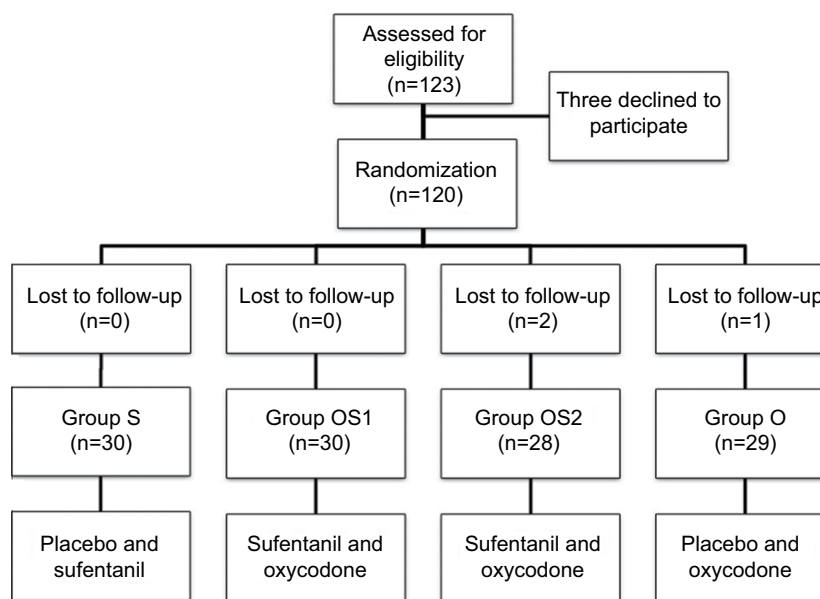 Assessed for
eligibility
(n=123)
Three declined to
participate
Randomization
(n=120)
Lost to follow-up
(n=0)
Lost to follow-up
(n=0)
Lost to follow-up
(n=2)
Lost to follow-up
(n=1)
Group S
(n=30)
Group OS1
(n=30)
Group OS2
(n=28)
Group O
(n=29)
Placebo and
sufentanil
Sufentanil and
oxycodone
Sufentanil and
oxycodone
Placebo and
oxycodone